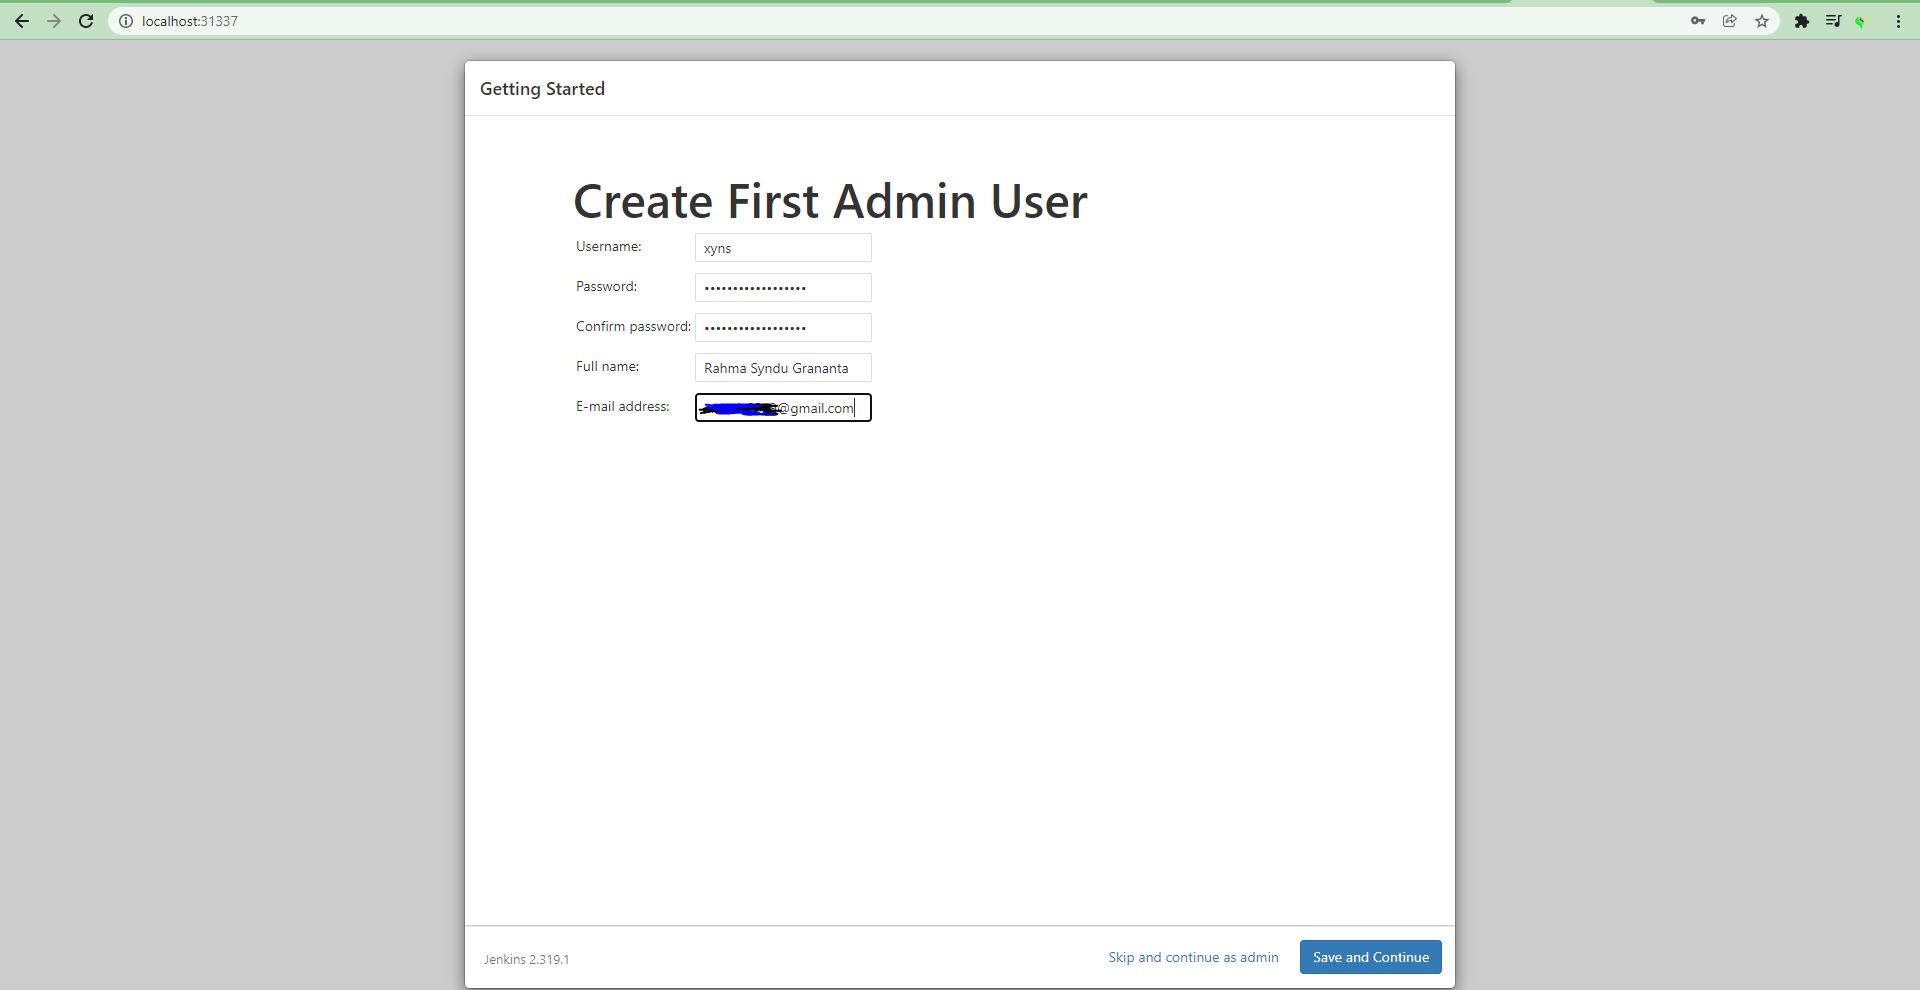 localhost:31337
Getting Started
Create First Admin User
Username: xyns
Password: ••••••••••••••••••
Confirm password: ••••••••••••••••••
Full name: Rahma Syndu Grananta
E-mail address: @gmail.com
Jenkins 2.319.1 Skip and continue as admin Save and Continue